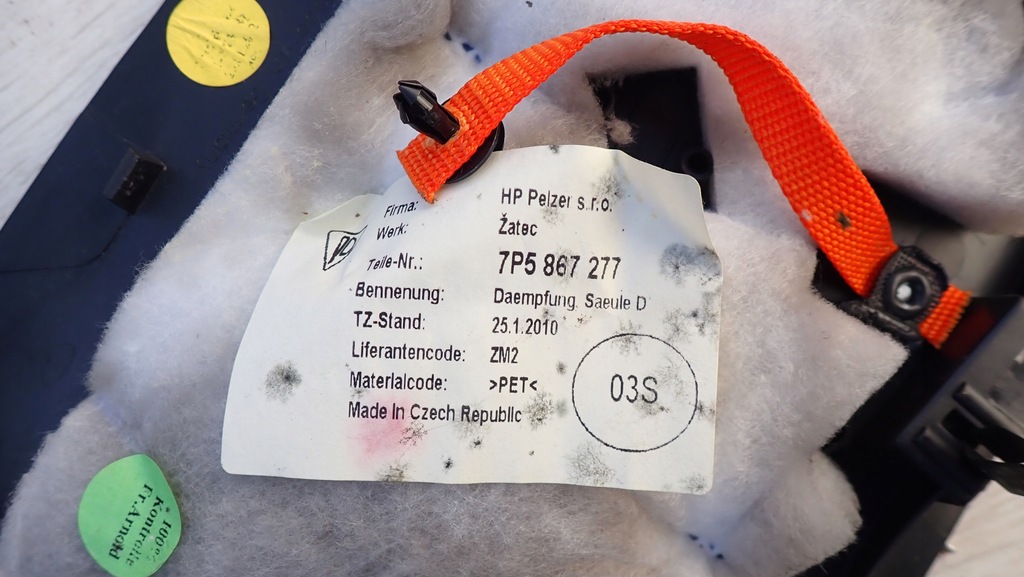 Firma: HP Pelzer s.r.o.
Werk: Žatec
Teile-Nr.: 7P5 867 277
Bennenung: Daempfung Saeule D
TZ-Stand: 25.1.2010
Liferantencode: ZM2
Materialcode: >PET<
Made In Czech Republic
03S
100%
Kontrolle
Fr.Arnold